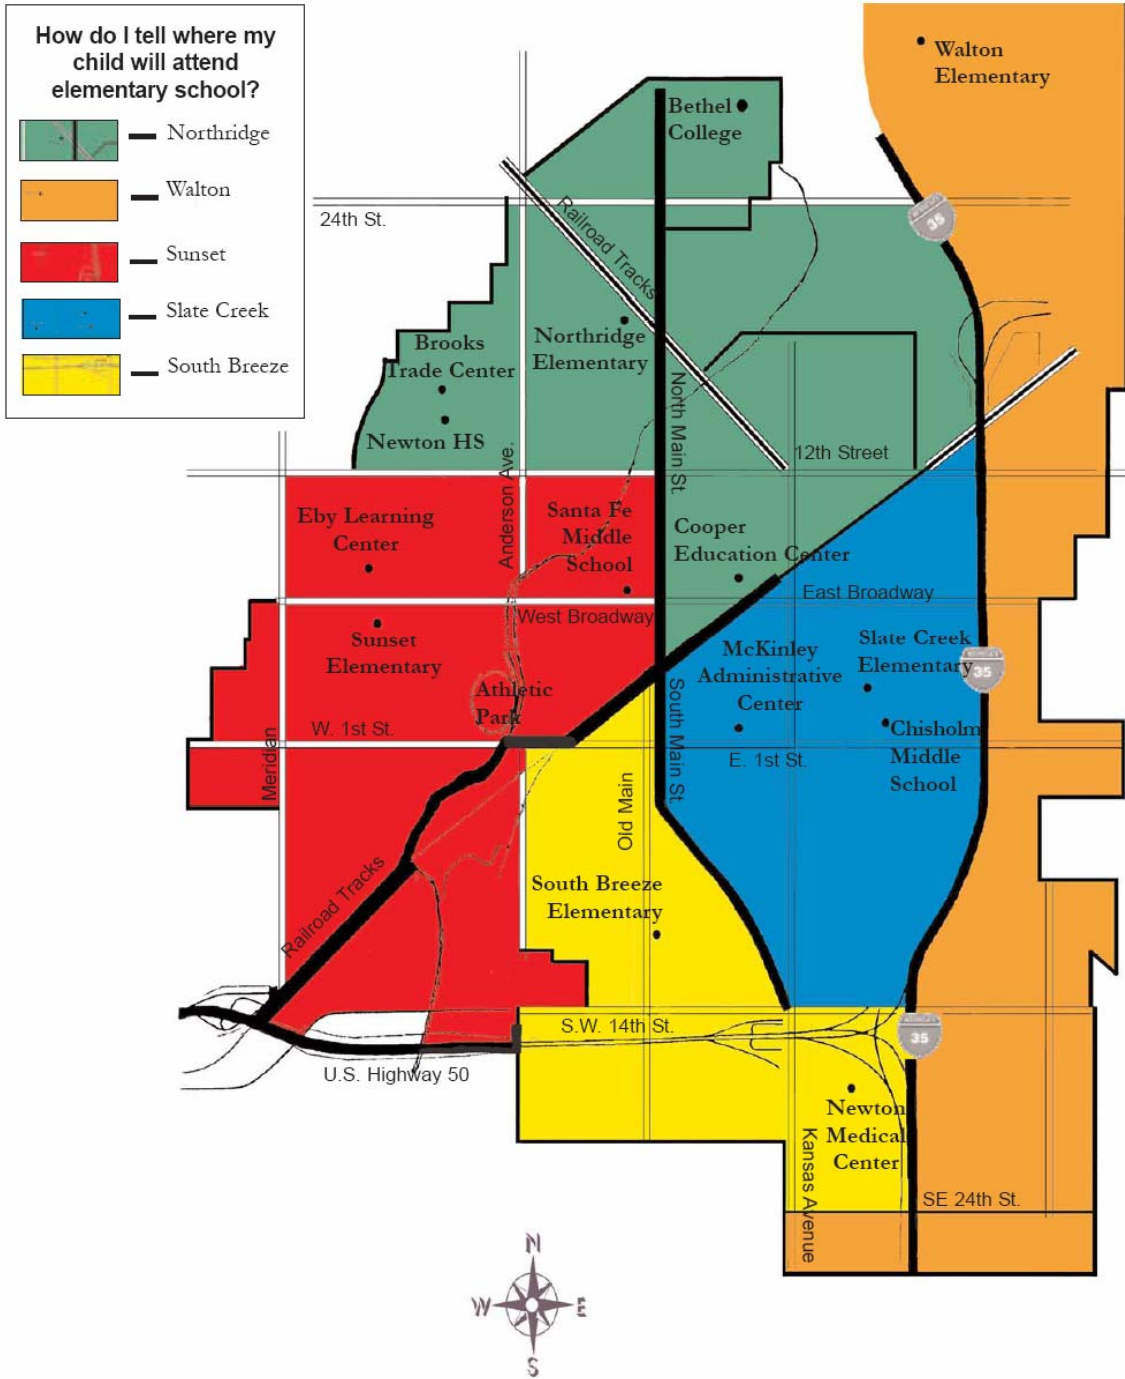 How do I tell where my
child will attend
elementary school?
Northridge
Walton
Sunset
Slate Creek
South Breeze
Walton
Elementary
Bethel
College
24th St.
Railroad Tracks
35
Brooks
Trade Center
Northridge
Elementary
Newton HS
North Main St.
12th Street
Anderson Ave.
Eby Learning
Center
Santa Fe
Middle
School
Cooper
Education Center
West Broadway
East Broadway
Sunset
Elementary
McKinley
Administrative
Center
Slate Creek
Elementary
35
Athletic
Park
W. 1st St.
Meridian
South Main St.
E. 1st St.
Chisholm
Middle
School
Old Main
South Breeze
Elementary
Railroad Tracks
S.W. 14th St.
35
U.S. Highway 50
Newton
Medical
Center
Kansas Avenue
SE 24th St.
N
W
E
S